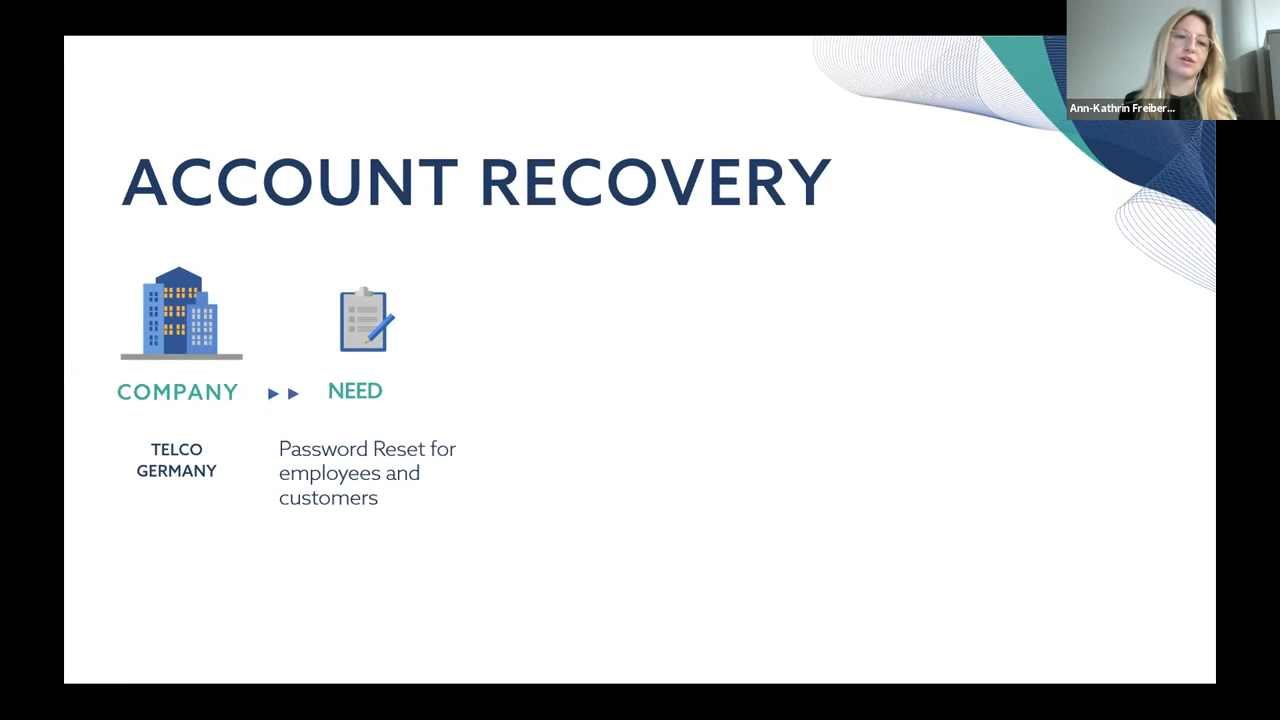 Ann-Kathrin Freiber...
ACCOUNT RECOVERY
COMPANY
NEED
TELCO
GERMANY
Password Reset for
employees and
customers